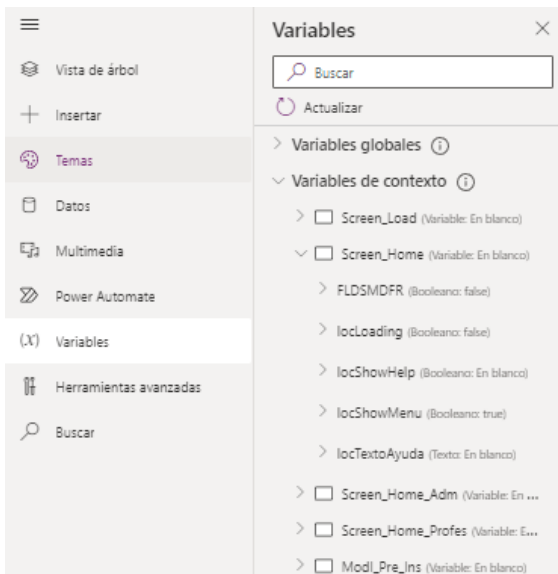 Vista de árbol
Insertar
Temas
Datos
Multimedia
Power Automate
(x) Variables
Herramientas avanzadas
Buscar
Variables
Buscar
Actualizar
Variables globales
Variables de contexto
Screen_Load (Variable: En blanco)
Screen_Home (Variable: En blanco)
FLDSMDFR (Booleano: false)
locLoading (Booleano: false)
locShowHelp (Booleano: En blanco)
locShowMenu (Booleano: true)
locTextoAyuda (Texto: En blanco)
Screen_Home_Adm (Variable: En ...
Screen_Home_Profes (Variable: E...
Modl_Pre_Ins (Variable: En blanco)